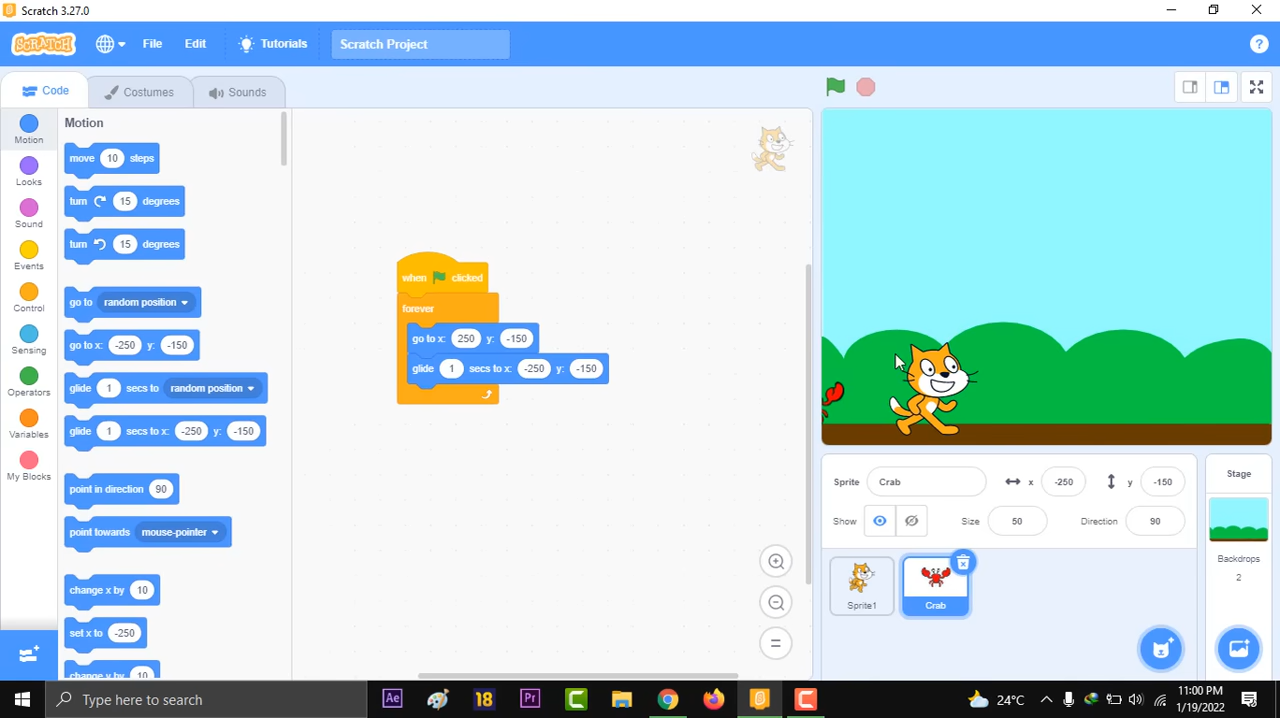 Scratch 3.27.0
SCRATCH File Edit Tutorials Scratch Project ?
Code Costumes Sounds
Motion
Looks
Sound
Events
Control
Sensing
Operators
Variables
My Blocks
Motion
move 10 steps
turn 15 degrees
turn 15 degrees
go to random position
go to x: -250 y: -150
glide 1 secs to random position
glide 1 secs to x: -250 y: -150
point in direction 90
point towards mouse-pointer
change x by 10
set x to -250
change y by 10
when clicked
forever
go to x: 250 y: -150
glide 1 secs to x: -250 y: -150
Sprite Crab x -250 y -150
Show Size 50 Direction 90
Sprite1
Crab
Stage
Backdrops
2
Type here to search
Ae
18
Pr
24°C
11:00 PM
1/19/2022